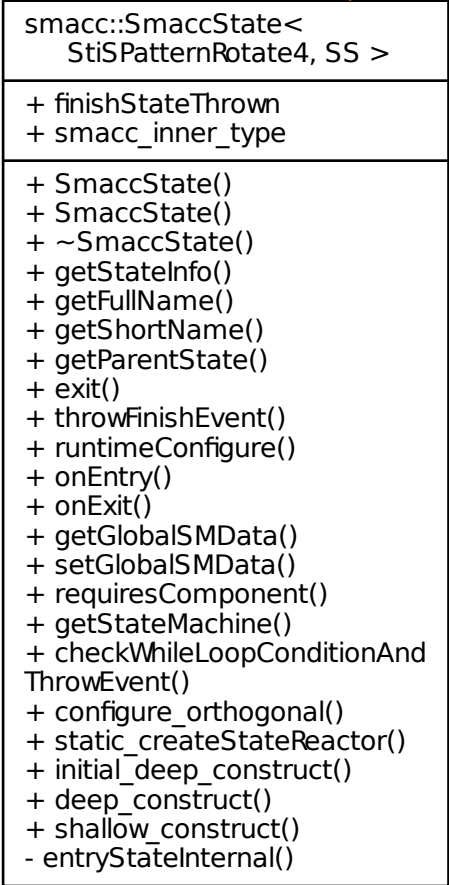 smacc::SmaccState<
StiSPatternRotate4, SS >
+ finishStateThrown
+ smacc_inner_type
+ SmaccState()
+ SmaccState()
+ ~SmaccState()
+ getStateInfo()
+ getFullName()
+ getShortName()
+ getParentState()
+ exit()
+ throwFinishEvent()
+ runtimeConfigure()
+ onEntry()
+ onExit()
+ getGlobalSMData()
+ setGlobalSMData()
+ requiresComponent()
+ getStateMachine()
+ checkWhileLoopConditionAnd
ThrowEvent()
+ configure_orthogonal()
+ static_createStateReactor()
+ initial_deep_construct()
+ deep_construct()
+ shallow_construct()
- entryStateInternal()